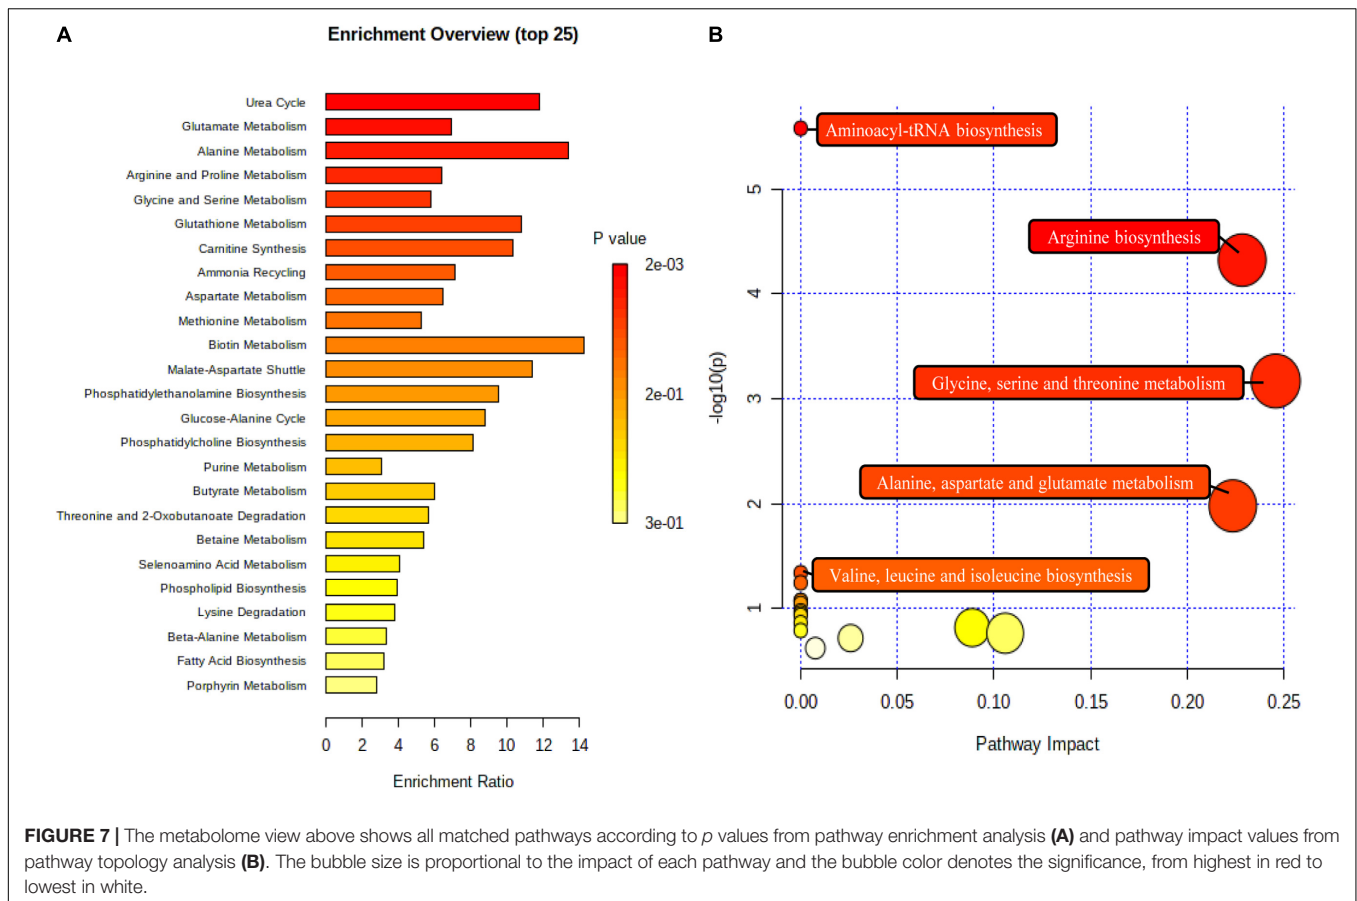 A
Enrichment Overview (top 25)
Urea Cycle
Glutamate Metabolism
Alanine Metabolism
Arginine and Proline Metabolism
Glycine and Serine Metabolism
Glutathione Metabolism
Carnitine Synthesis
Ammonia Recycling
Aspartate Metabolism
Methionine Metabolism
Biotin Metabolism
Malate-Aspartate Shuttle
Phosphatidylethanolamine Biosynthesis
Glucose-Alanine Cycle
Phosphatidylcholine Biosynthesis
Purine Metabolism
Butyrate Metabolism
Threonine and 2-Oxobutanoate Degradation
Betaine Metabolism
Selenoamino Acid Metabolism
Phospholipid Biosynthesis
Lysine Degradation
Beta-Alanine Metabolism
Fatty Acid Biosynthesis
Porphyrin Metabolism
0 2 4 6 8 10 12 14
Enrichment Ratio
P value
2e-03
2e-01
3e-01
B
Aminoacyl-tRNA biosynthesis
Arginine biosynthesis
Glycine, serine and threonine metabolism
Alanine, aspartate and glutamate metabolism
Valine, leucine and isoleucine biosynthesis
5
4
3
2
1
-log10(p)
0.00 0.05 0.10 0.15 0.20 0.25
Pathway Impact
FIGURE 7 | The metabolome view above shows all matched pathways according to p values from pathway enrichment analysis (A) and pathway impact values from
pathway topology analysis (B). The bubble size is proportional to the impact of each pathway and the bubble color denotes the significance, from highest in red to
lowest in white.